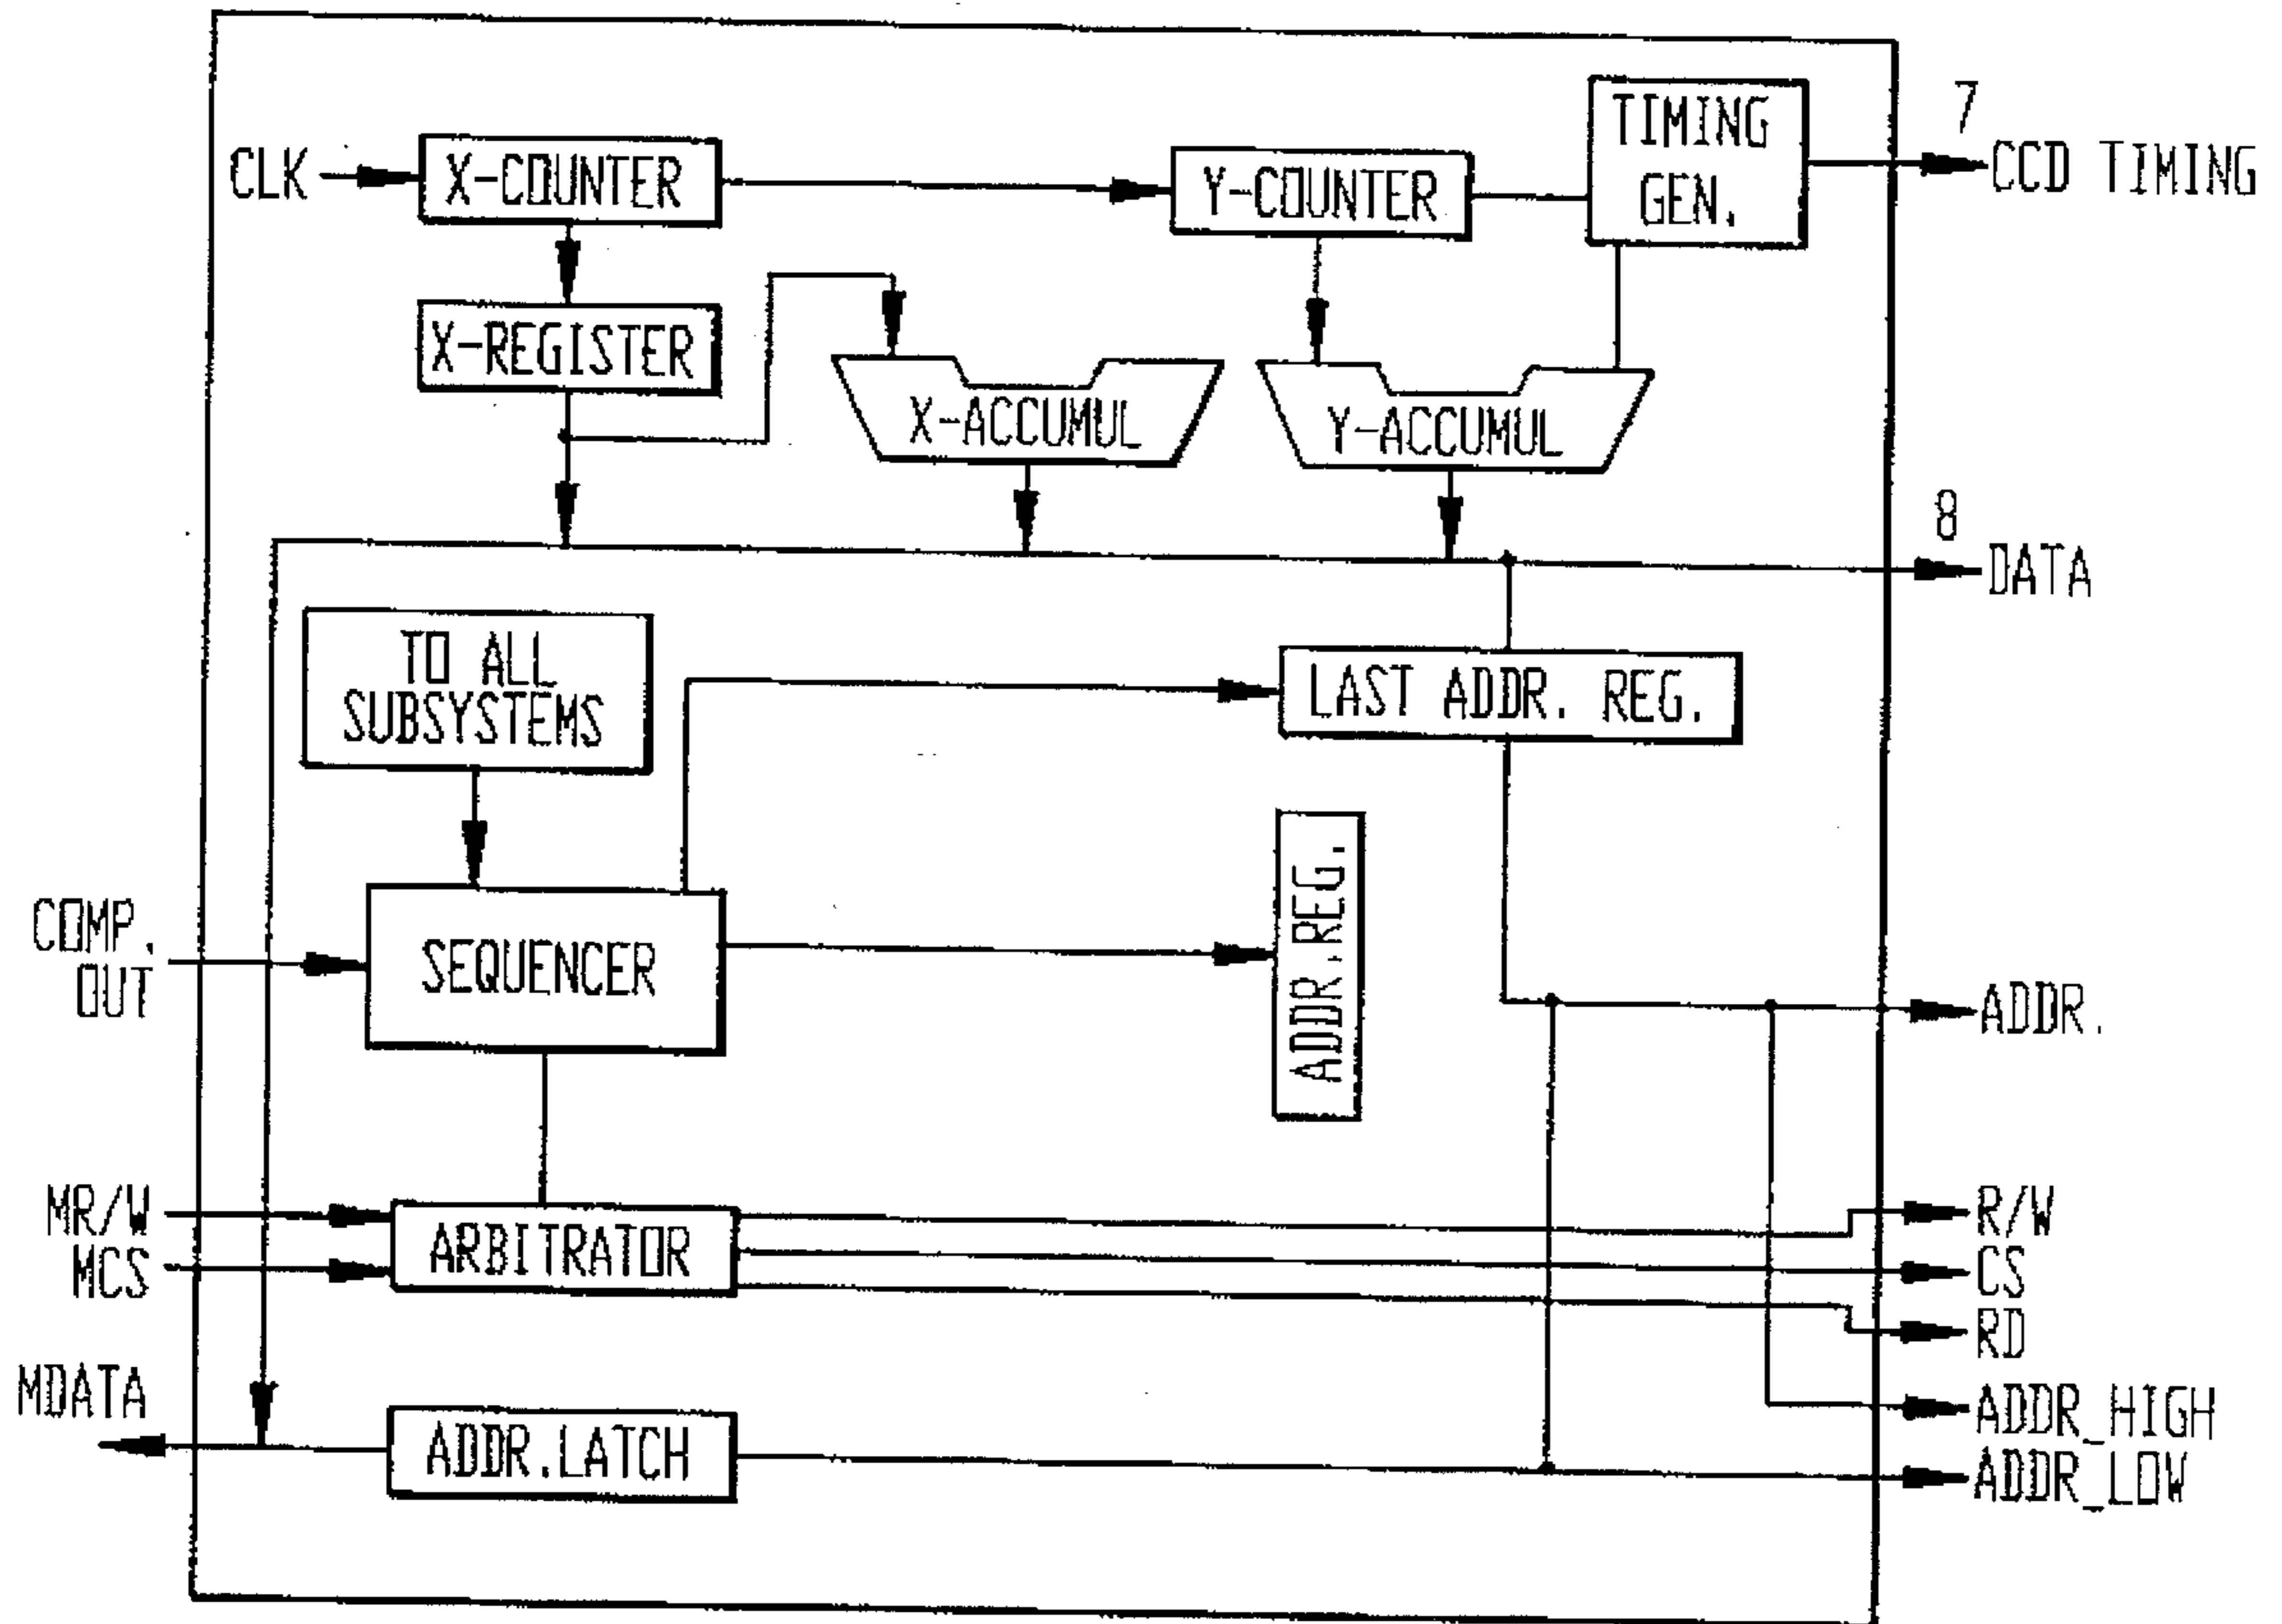 7
CLK
X-COUNTER
Y-COUNTER
TIMING
GEN.
CCD TIMING
X-REGISTER
X-ACCUMUL
Y-ACCUMUL
8
DATA
TO ALL
SUBSYSTEMS
LAST ADDR. REG.
COMP.
OUT
SEQUENCER
ADDR.REG.
ADDR.
MR/W
MCS
ARBITRATOR
R/W
CS
RD
MDATA
ADDR.LATCH
ADDR_HIGH
ADDR_LOW